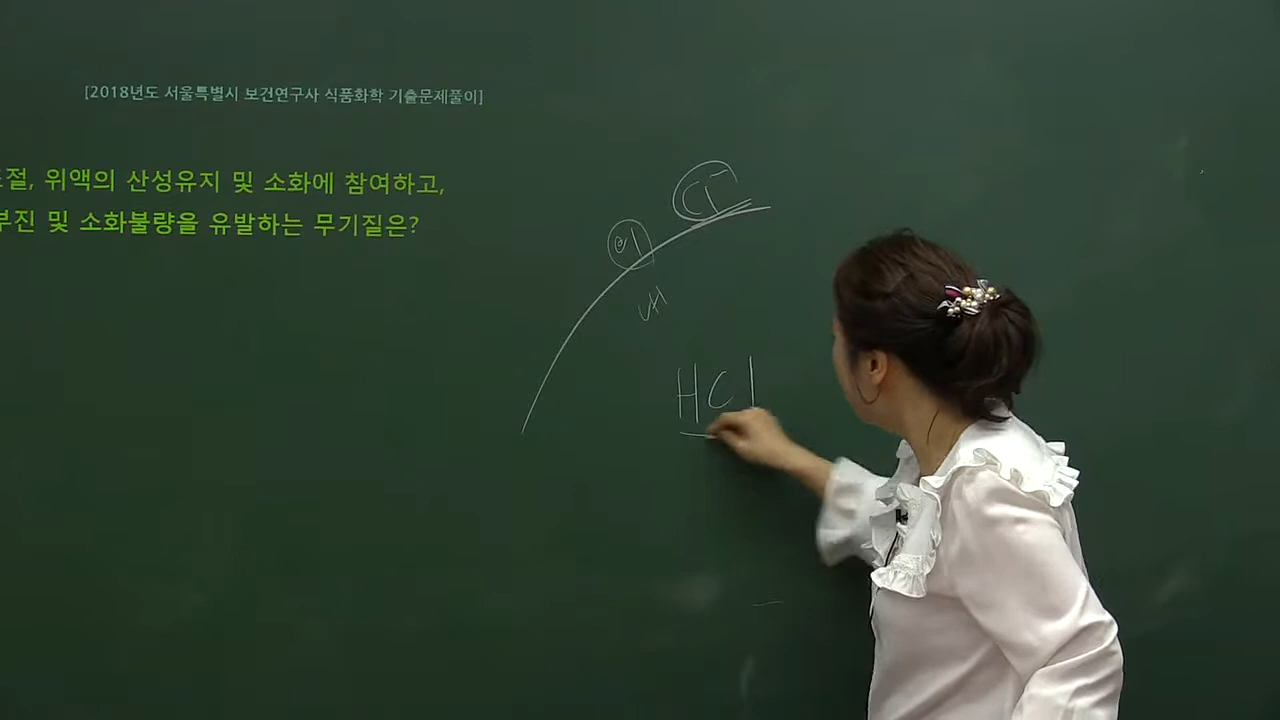 [2018년도 서울특별시 보건연구사 식품화학 기출문제풀이]
절, 위액의 산성유지 및 소화에 참여하고,
부진 및 소화불량을 유발하는 무기질은?
Cl⁻
외
내
HCl